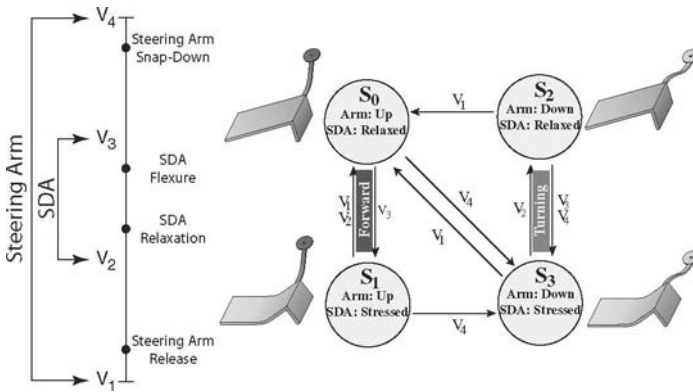 V4
Steering Arm
Snap-Down
V3
SDA
Flexure
SDA
Relaxation
V2
Steering Arm
Release
V1
Steering Arm
SDA
S0
Arm: Up
SDA: Relaxed
V1
S2
Arm: Down
SDA: Relaxed
V1
V2
Forward
V3
V4
V1
V2
Turning
V3
V4
S1
Arm: Up
SDA: Stressed
V4
S3
Arm: Down
SDA: Stressed